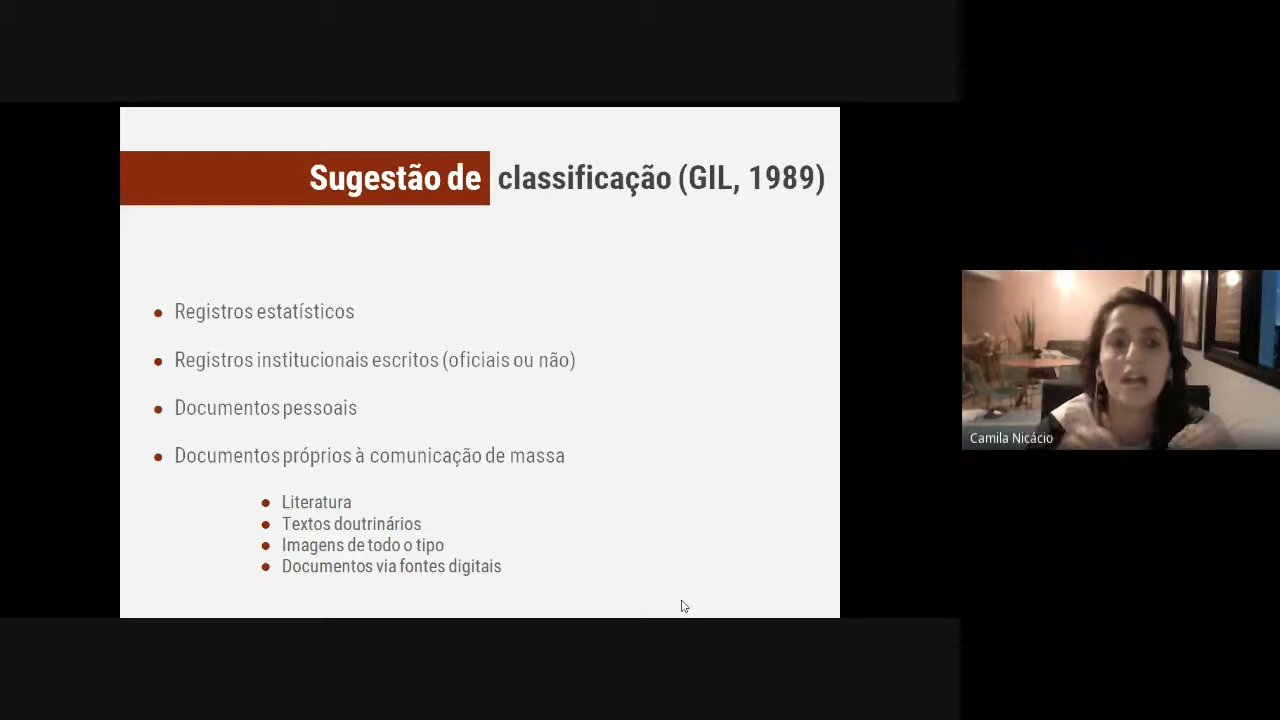 Sugestão de classificação (GIL, 1989)
Registros estatísticos
Registros institucionais escritos (oficiais ou não)
Documentos pessoais
Documentos próprios à comunicação de massa
Literatura
Textos doutrinários
Imagens de todo o tipo
Documentos via fontes digitais
Camila Nicácio